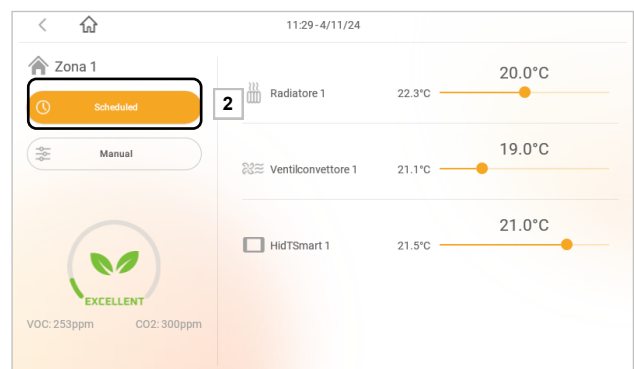 11:29-4/11/24
Zona 1
Scheduled
2
Manual
EXCELLENT
VOC: 253ppm CO2: 300ppm
Radiatore 1 22.3°C 20.0°C
Ventilconvettore 1 21.1°C 19.0°C
HidTSmart 1 21.5°C 21.0°C